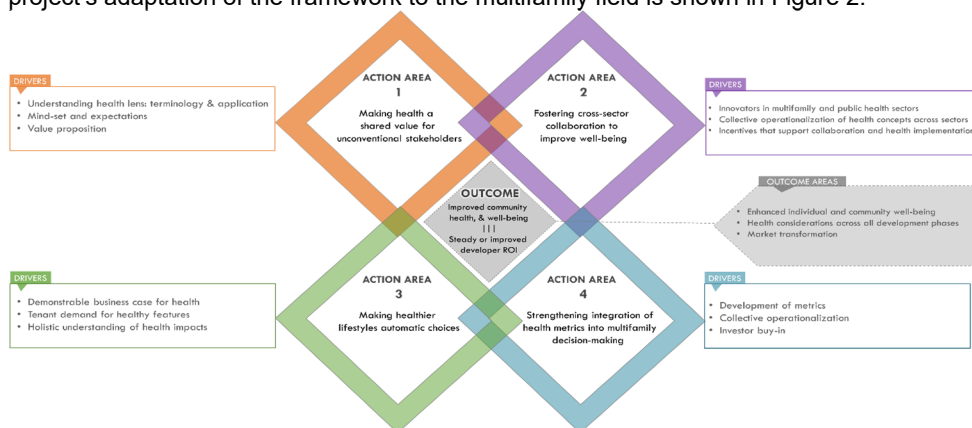 project's adaptation of the framework to the multifamily field is shown in Figure 2.
DRIVERS
• Understanding health lens: terminology & application
• Mind-set and expectations
• Value proposition
ACTION AREA
1
Making health a
shared value for
unconventional stakeholders
ACTION AREA
2
Fostering cross-sector
collaboration to
improve well-being
DRIVERS
• Innovators in multifamily and public health sectors
• Collective operationalization of health concepts across sectors
• Incentives that support collaboration and health implementation
OUTCOME
Improved community
health, & well-being
|||
Steady or improved
developer ROI
OUTCOME AREAS
• Enhanced individual and community well-being
• Health considerations across all development phases
• Market transformation
DRIVERS
• Demonstrable business case for health
• Tenant demand for healthy features
• Holistic understanding of health impacts
ACTION AREA
3
Making healthier
lifestyles automatic choices
ACTION AREA
4
Strengthening integration of
health metrics into multifamily
decision-making
DRIVERS
• Development of metrics
• Collective operationalization
• Investor buy-in